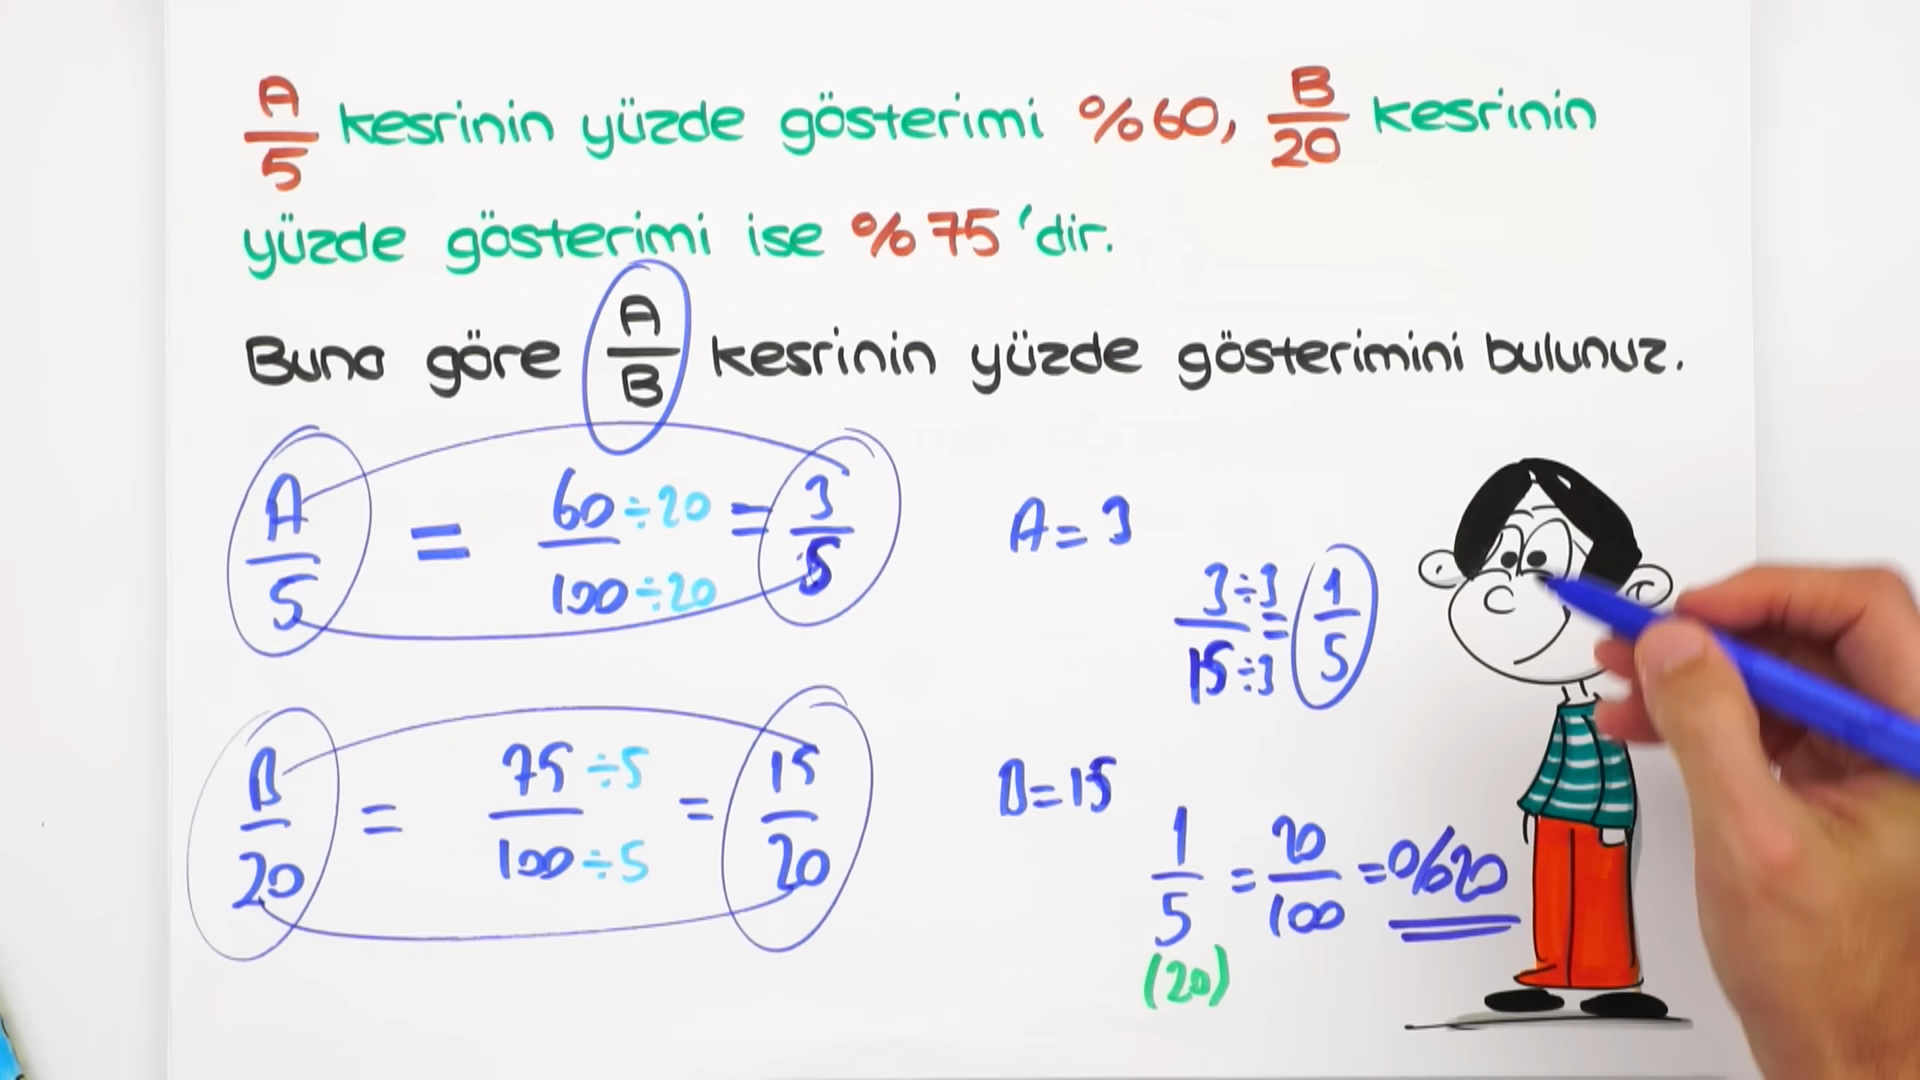 A/5 kesrinin yüzde gösterimi %60, B/20 kesrinin
yüzde gösterimi ise %75'dir.
Buna göre A/B kesrinin yüzde gösterimini bulunuz.
A/5 = 60÷20/100÷20 = 3/5
A=3
3÷3/15÷3 = 1/5
B/20 = 75÷5/100÷5 = 15/20
B=15
1/5 = 20/100 = %20
(20)